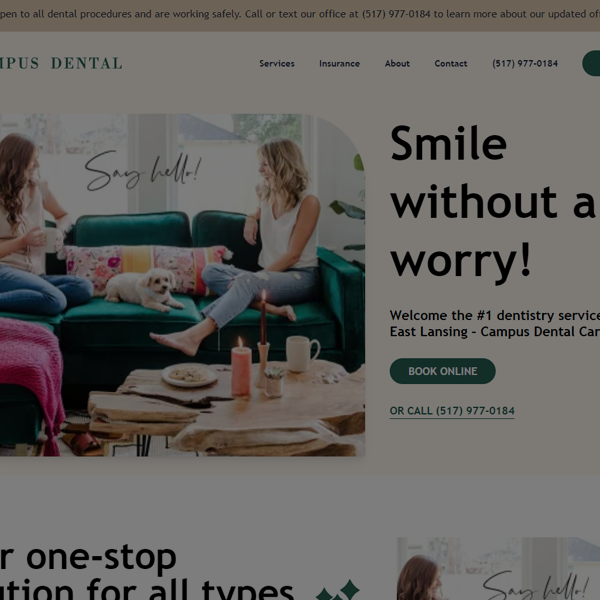 pen to all dental procedures and are working safely. Call or text our office at (517) 977-0184 to learn more about our updated of
MPUS DENTAL
Services Insurance About Contact (517) 977-0184
Say hello!
Smile
without a
worry!
Welcome the #1 dentistry service
East Lansing - Campus Dental Car
BOOK ONLINE
OR CALL (517) 977-0184
r one-stop
ution for all types
Say hello!